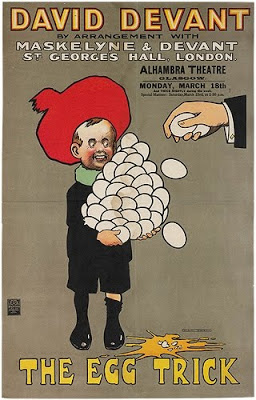 DAVID DEVANT
BY ARRANGEMENT WITH
MASKELYNE & DEVANT
ST GEORGES HALL, LONDON.
ALHAMBRA THEATRE
GLASGOW.
MONDAY, MARCH 18th
THE EGG TRICK